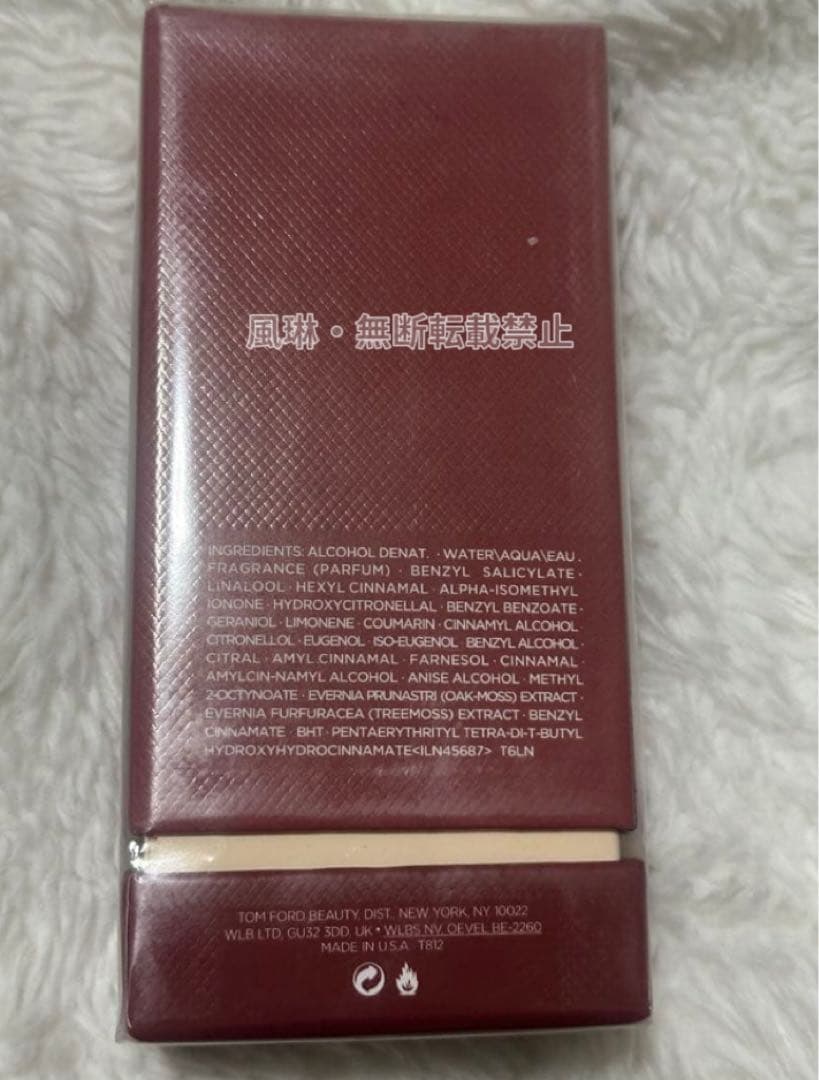 風琳・無断転載禁止
INGREDIENTS: ALCOHOL DENAT. · WATER\AQUA\EAU ·
FRAGRANCE (PARFUM) · BENZYL SALICYLATE ·
LINALOOL · HEXYL CINNAMAL · ALPHA-ISOMETHYL
IONONE · HYDROXYCITRONELLAL · BENZYL BENZOATE ·
GERANIOL · LIMONENE · COUMARIN · CINNAMYL ALCOHOL
CITRONELLOL · EUGENOL · ISO-EUGENOL · BENZYL ALCOHOL ·
CITRAL · AMYL CINNAMAL · FARNESOL · CINNAMAL ·
AMYLCIN-NAMYL ALCOHOL · ANISE ALCOHOL · METHYL
2-OCTYNOATE · EVERNIA PRUNASTRI (OAK-MOSS) EXTRACT ·
EVERNIA FURFURACEA (TREEMOSS) EXTRACT · BENZYL
CINNAMATE · BHT · PENTAERYTHRITYL TETRA-DI-T-BUTYL
HYDROXYHYDROCINNAMATE<ILN45687> T6LN
TOM FORD BEAUTY, DIST. NEW YORK, NY 10022
WLB LTD, GU32 3DD, UK • WLBS NV, OEVEL BE-2260
MADE IN U.S.A T812